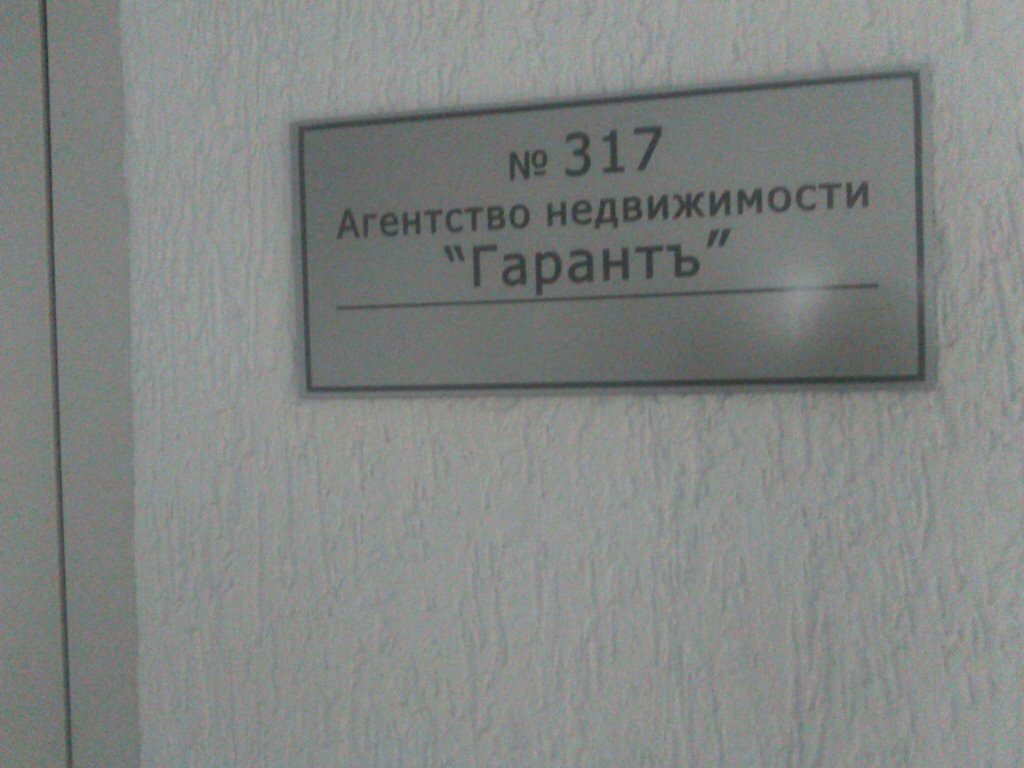 № 317
Агентство недвижимости
“Гарантъ”